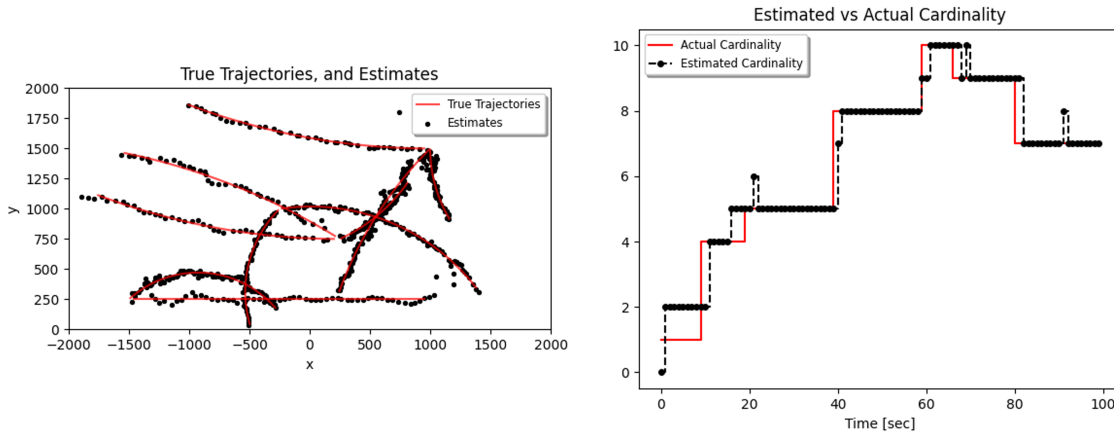 True Trajectories, and Estimates
True Trajectories
Estimates
2000
1750
1500
1250
1000
750
500
250
0
y
−2000 −1500 −1000 −500 0 500 1000 1500 2000
x
Estimated vs Actual Cardinality
Actual Cardinality
Estimated Cardinality
10
8
6
4
2
0
0 20 40 60 80 100
Time [sec]